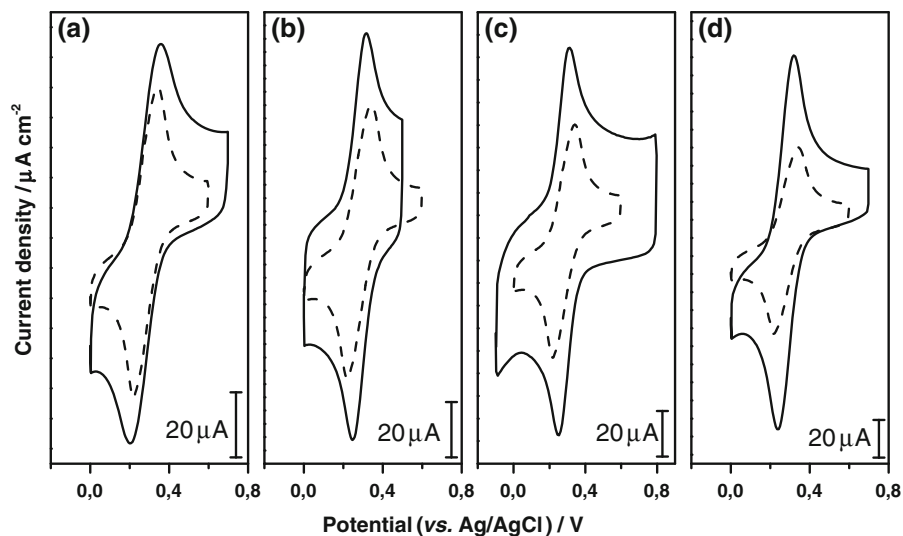 (a) (b) (c) (d)
Current density /µA cm-2
20 µA 20 µA 20 µA 20 µA
0,0 0,4 0,8 0,0 0,4 0,8 0,0 0,4 0,8 0,0 0,4 0,8
Potential (vs. Ag/AgCl) / V